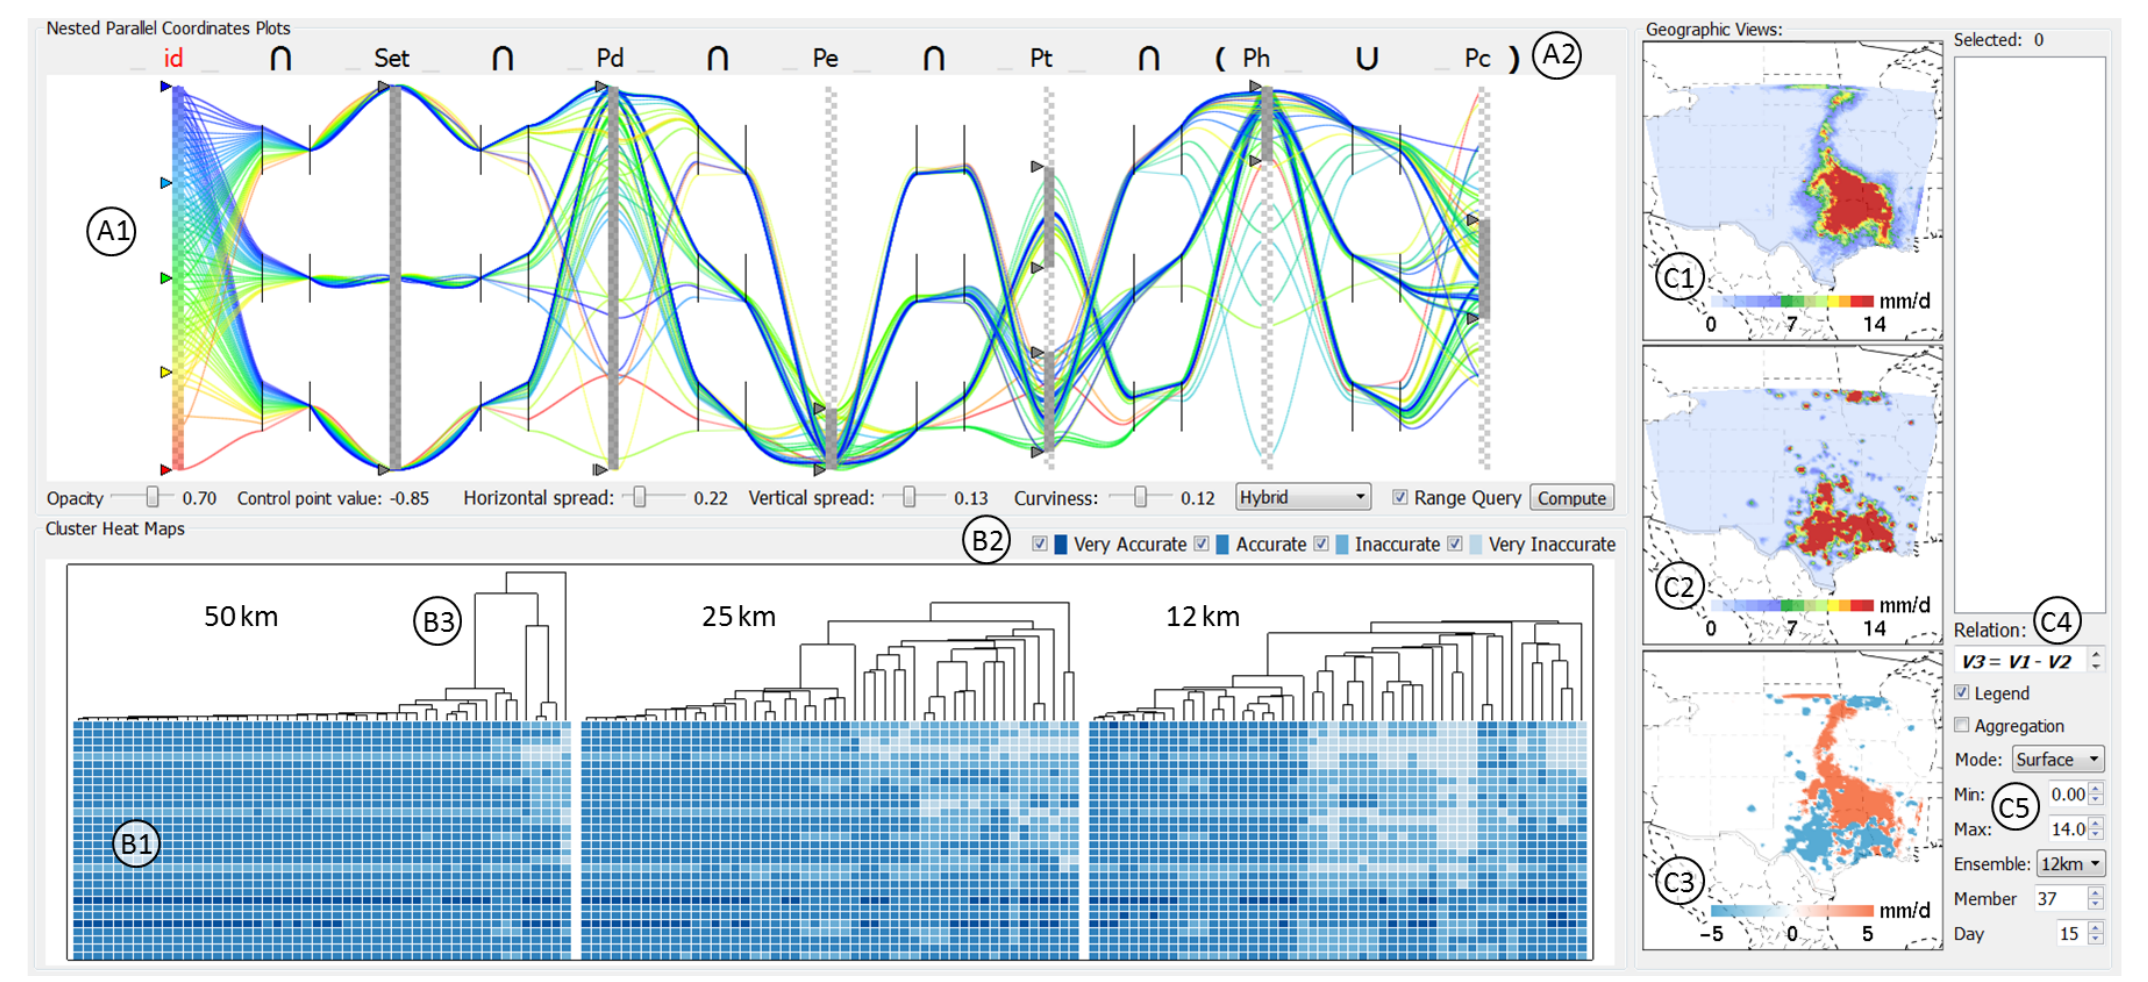 Nested Parallel Coordinates Plots
id ∩ Set ∩ Pd ∩ Pe ∩ Pt ∩ ( Ph ∪ Pc )
A2
A1
Opacity 0.70 Control point value: -0.85 Horizontal spread: 0.22 Vertical spread: 0.13 Curviness: 0.12 Hybrid Range Query Compute
Cluster Heat Maps
B2 Very Accurate Accurate Inaccurate Very Inaccurate
50 km B3 25 km 12 km
B1
Geographic Views:
C1
mm/d
0 7 14
C2
mm/d
0 7 14
C3
mm/d
-5 0 5
Selected: 0
C4
Relation:
V3 = V1 - V2
Legend
Aggregation
Mode: Surface
Min: 0.00
C5
Max: 14.0
Ensemble: 12km
Member 37
Day 15